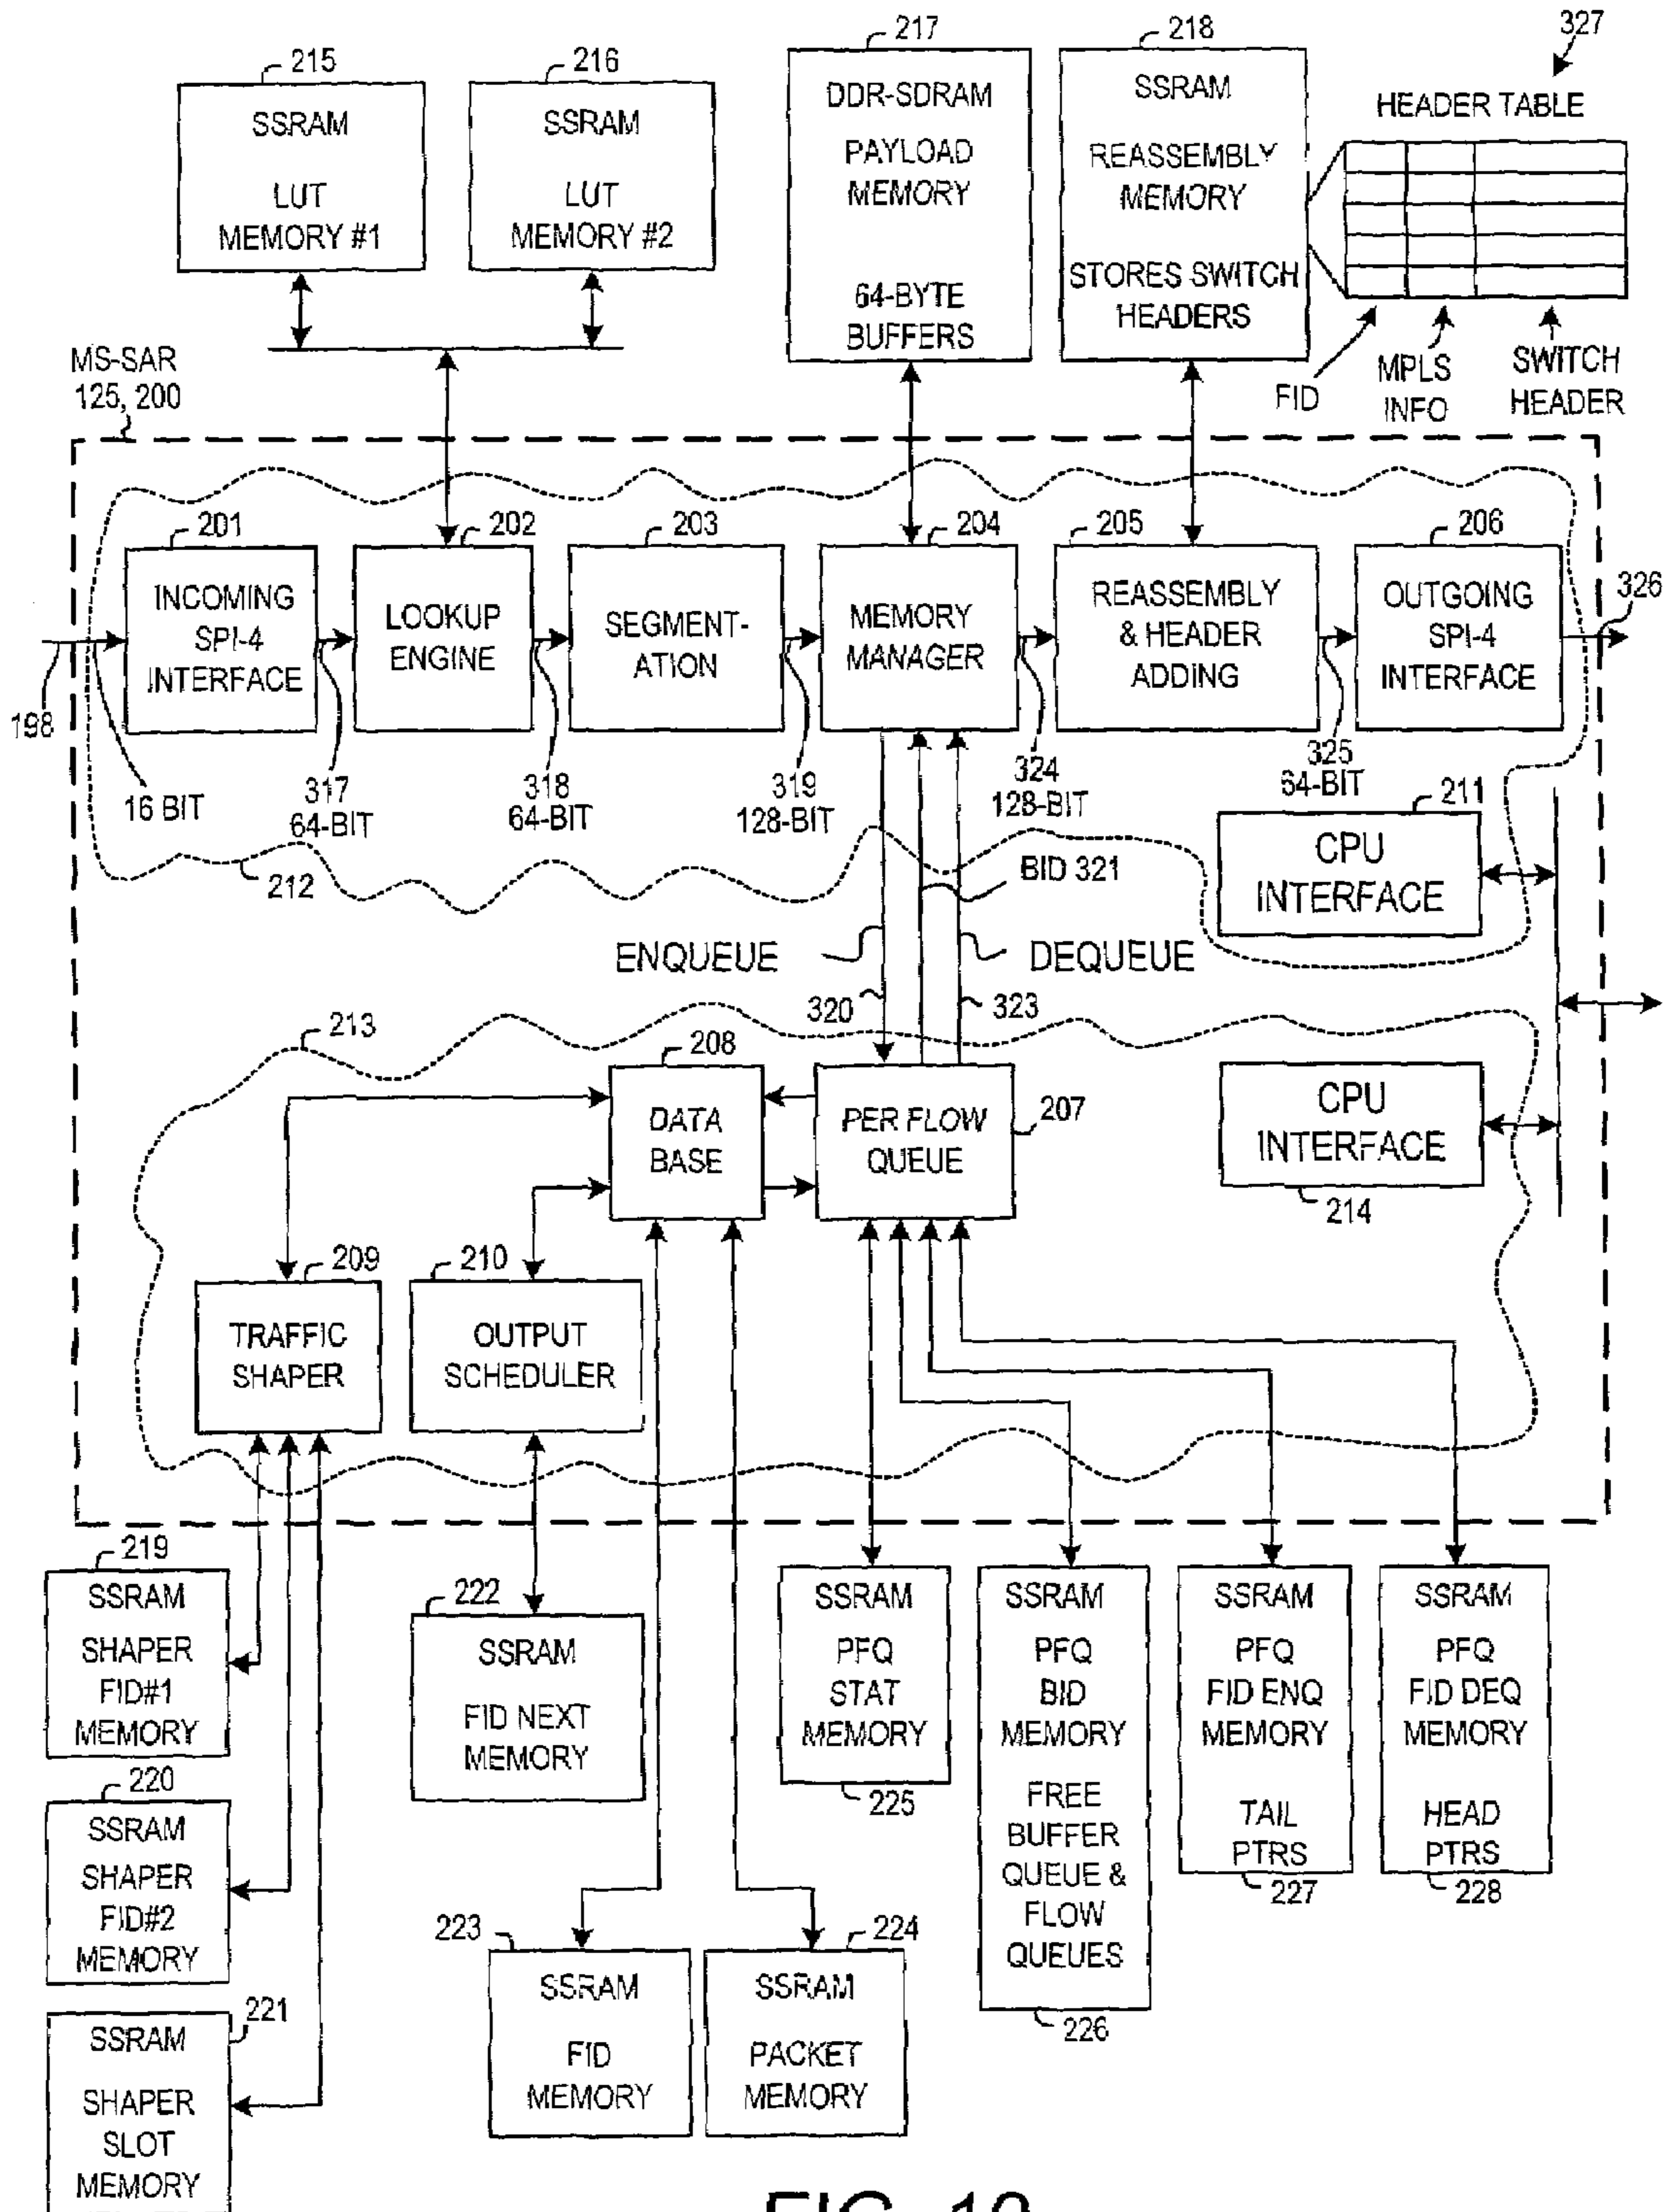 215
SSRAM
LUT
MEMORY #1
216
SSRAM
LUT
MEMORY #2
217
DDR-SDRAM
PAYLOAD
MEMORY
64-BYTE
BUFFERS
218
SSRAM
REASSEMBLY
MEMORY
STORES SWITCH
HEADERS
327
HEADER TABLE
FID
MPLS
INFO
SWITCH
HEADER
MS-SAR
125, 200
201
INCOMING
SPI-4
INTERFACE
202
LOOKUP
ENGINE
203
SEGMENT-
ATION
204
MEMORY
MANAGER
205
REASSEMBLY
& HEADER
ADDING
206
OUTGOING
SPI-4
INTERFACE
326
198
16 BIT
317
64-BIT
318
64-BIT
319
128-BIT
324
128-BIT
325
64-BIT
211
CPU
INTERFACE
212
BID 321
ENQUEUE
DEQUEUE
320
323
213
208
DATA
BASE
PER FLOW
QUEUE
207
CPU
INTERFACE
214
209
TRAFFIC
SHAPER
210
OUTPUT
SCHEDULER
219
SSRAM
SHAPER
FID#1
MEMORY
220
SSRAM
SHAPER
FID#2
MEMORY
221
SSRAM
SHAPER
SLOT
MEMORY
222
SSRAM
FID NEXT
MEMORY
223
SSRAM
FID
MEMORY
224
SSRAM
PACKET
MEMORY
SSRAM
PFQ
STAT
MEMORY
225
SSRAM
PFQ
BID
MEMORY
FREE
BUFFER
QUEUE &
FLOW
QUEUES
226
SSRAM
PFQ
FID ENQ
MEMORY
TAIL
PTRS
227
SSRAM
PFQ
FID DEQ
MEMORY
HEAD
PTRS
228